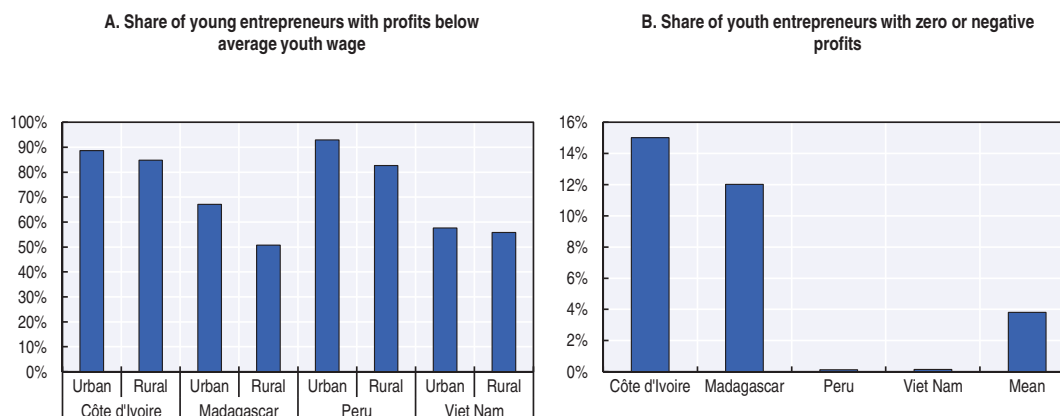 A. Share of young entrepreneurs with profits below
average youth wage
100%
90%
80%
70%
60%
50%
40%
30%
20%
10%
0%
Urban Rural Urban Rural Urban Rural Urban Rural
Côte d'Ivoire Madagascar Peru Viet Nam
B. Share of youth entrepreneurs with zero or negative
profits
16%
14%
12%
10%
8%
6%
4%
2%
0%
Côte d'Ivoire Madagascar Peru Viet Nam Mean